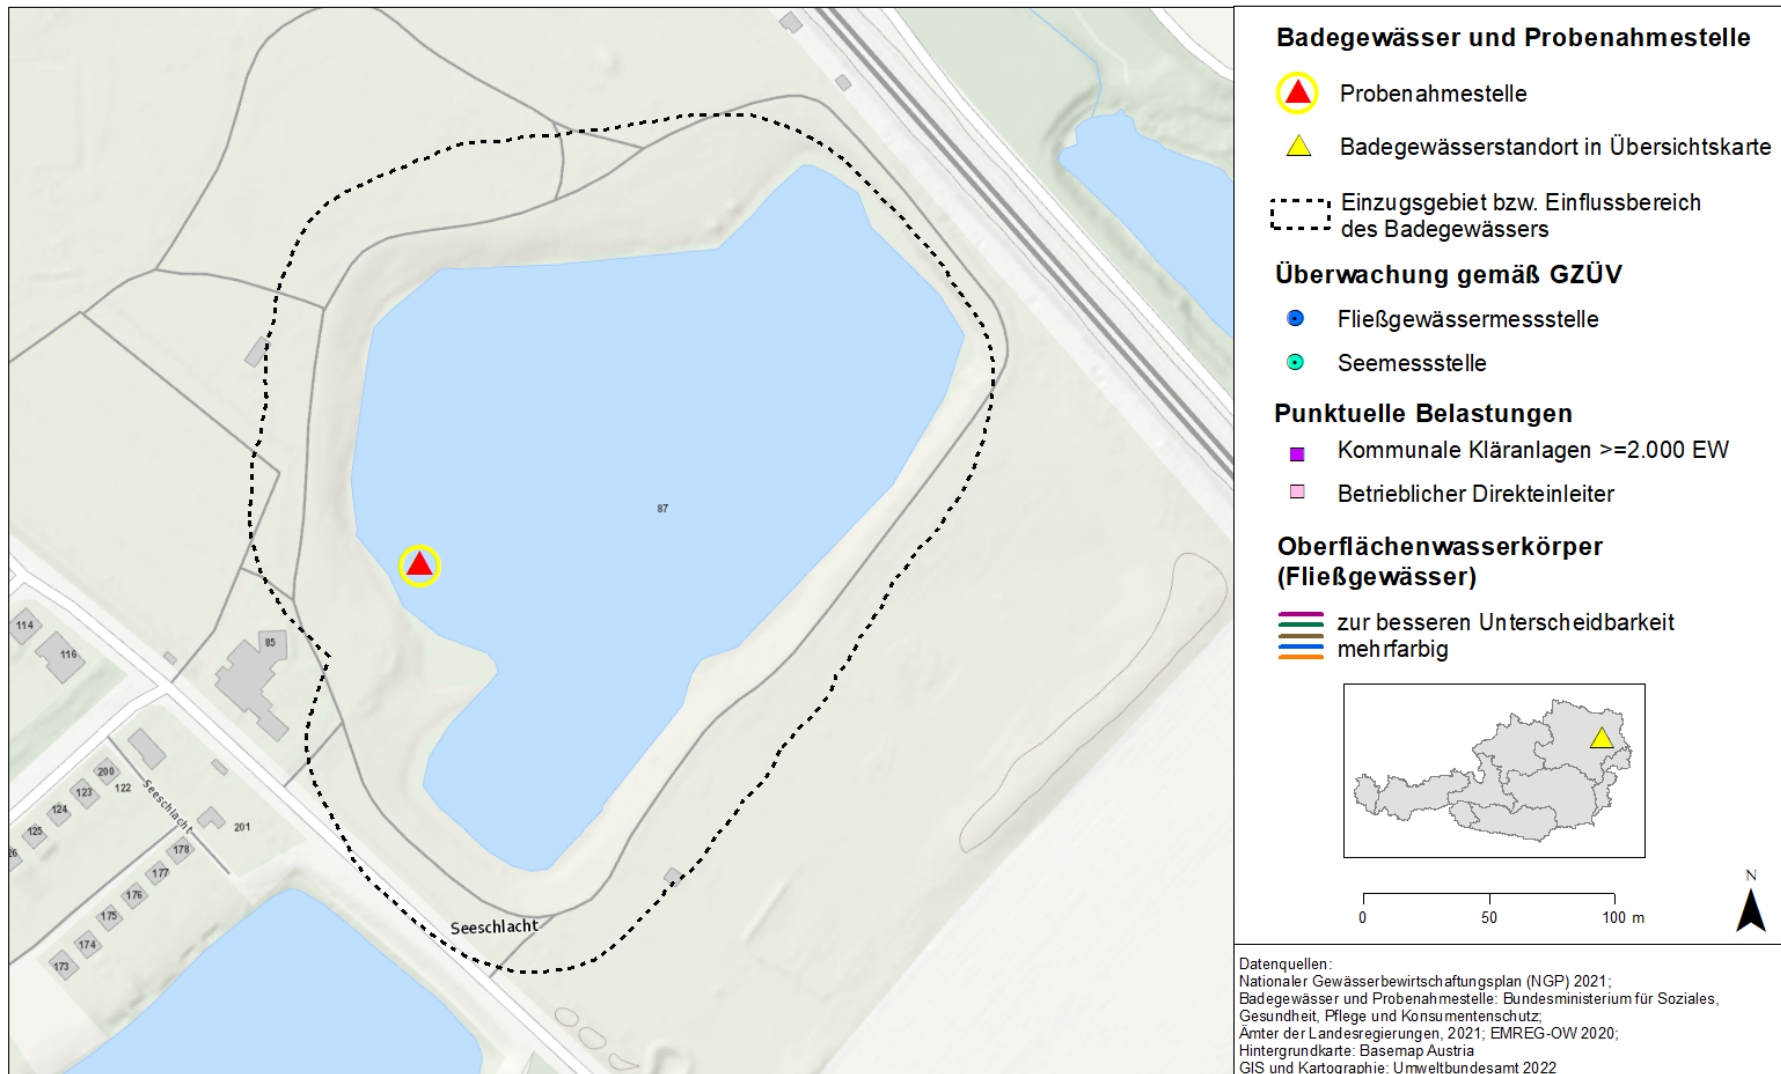 Badegewässer und Probenahmestelle
Probenahmestelle
Badegewässerstandort in Übersichtskarte
Einzugsgebiet bzw. Einflussbereich
des Badegewässers
Überwachung gemäß GZÜV
Fließgewässermessstelle
Seemessstelle
Punktuelle Belastungen
Kommunale Kläranlagen >=2.000 EW
Betrieblicher Direkteinleiter
Oberflächenwasserkörper
(Fließgewässer)
zur besseren Unterscheidbarkeit
mehrfarbig
N
0 50 100 m
Datenquellen:
Nationaler Gewässerbewirtschaftungsplan (NGP) 2021;
Badegewässer und Probenahmestelle: Bundesministerium für Soziales,
Gesundheit, Pflege und Konsumentenschutz;
Ämter der Landesregierungen, 2021; EMREG-OW 2020;
Hintergrundkarte: Basemap Austria
GIS und Kartographie: Umweltbundesamt 2022
87
114
116
85
200
123
122
124
125
26
Seeschlacht
201
178
177
176
175
174
173
Seeschlacht